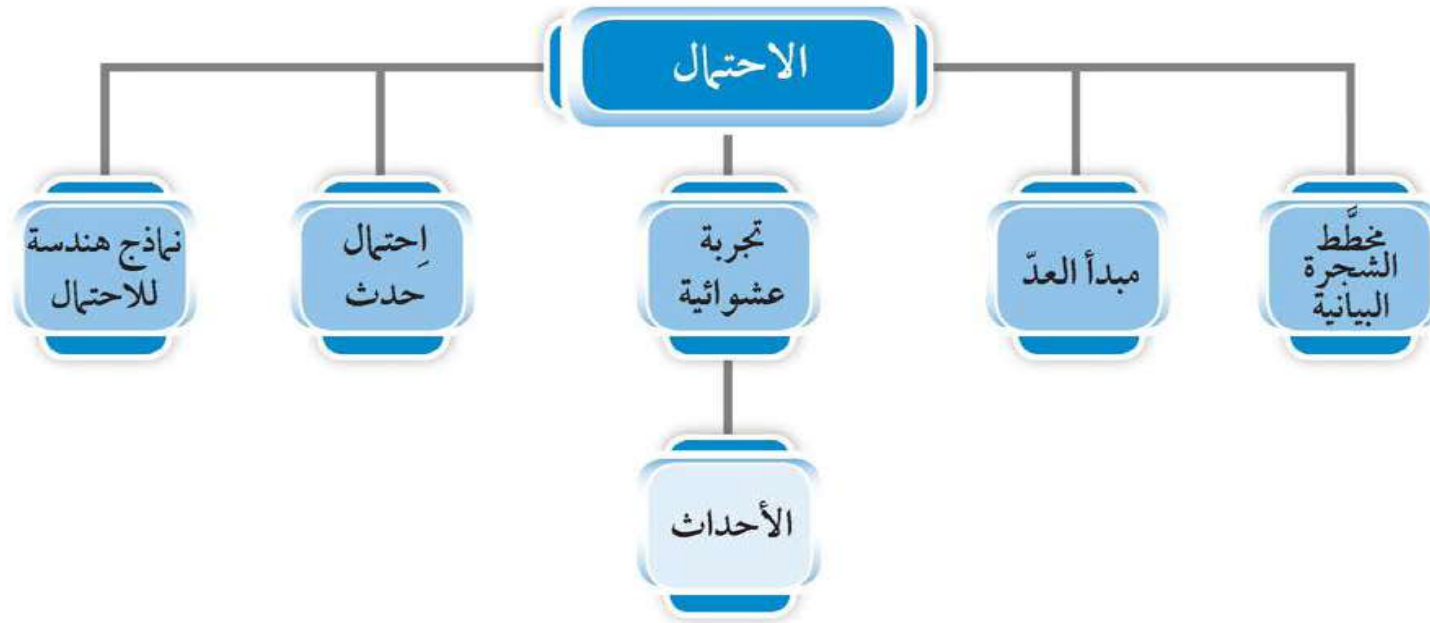 الاحتمال
مخطَّط
الشجرة
البيانية
مبدأ العدّ
تجربة
عشوائية
اِحتمال
حدث
نماذج هندسة
للاحتمال
الأحداث